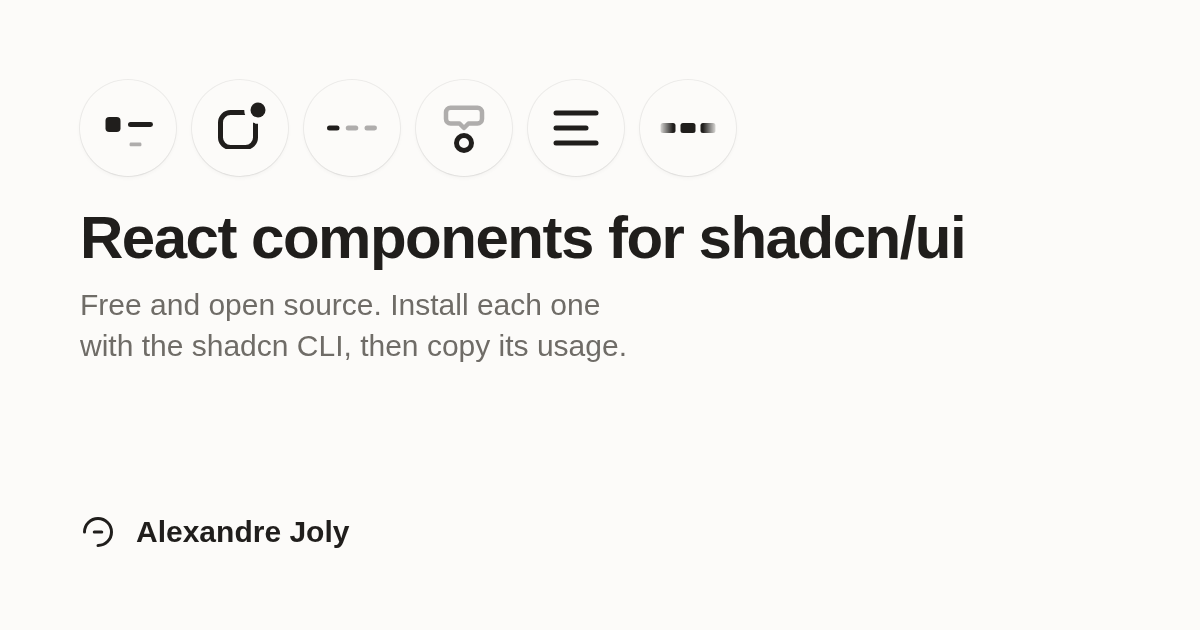 React components for shadcn/ui
Free and open source. Install each one
with the shadcn CLI, then copy its usage.
Alexandre Joly